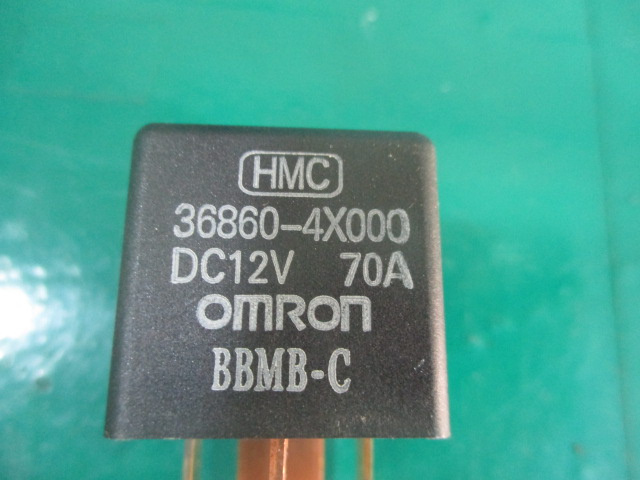 HMC
36860-4X000
DC12V 70A
OMRON
BBMB-C